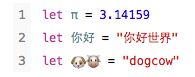 1 let π = 3.14159
2 let 你好 = "你好世界"
3 let 🐶🐮 = "dogcow"